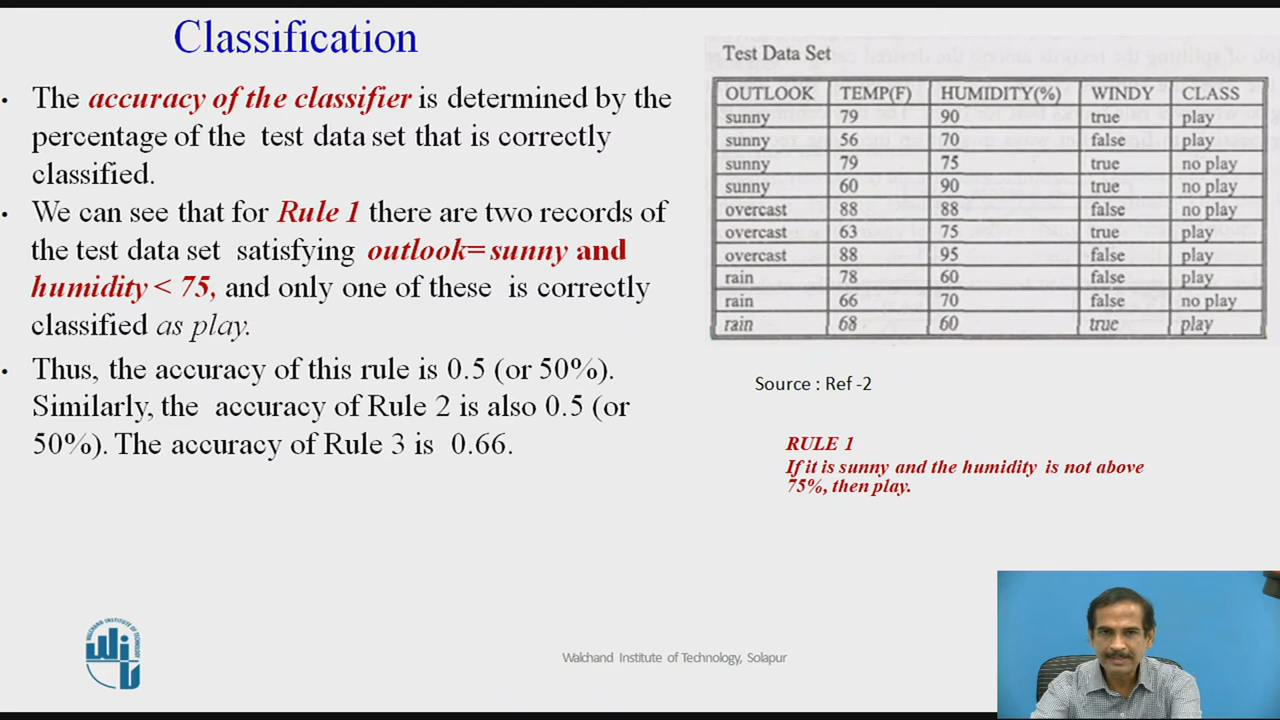 Classification
• The accuracy of the classifier is determined by the
percentage of the test data set that is correctly
classified.
• We can see that for Rule 1 there are two records of
the test data set satisfying outlook= sunny and
humidity < 75, and only one of these is correctly
classified as play.
• Thus, the accuracy of this rule is 0.5 (or 50%).
Similarly, the accuracy of Rule 2 is also 0.5 (or
50%). The accuracy of Rule 3 is 0.66.
Test Data Set
OUTLOOK TEMP(F) HUMIDITY(%) WINDY CLASS
sunny 79 90 true play
sunny 56 70 false play
sunny 79 75 true no play
sunny 60 90 true no play
overcast 88 88 false no play
overcast 63 75 true play
overcast 88 95 false play
rain 78 60 false play
rain 66 70 false no play
rain 68 60 true play
Source : Ref -2
RULE 1
If it is sunny and the humidity is not above
75%, then play.
WALCHAND INSTITUTE OF TECHNOLOGY
Walchand Institute of Technology, Solapur